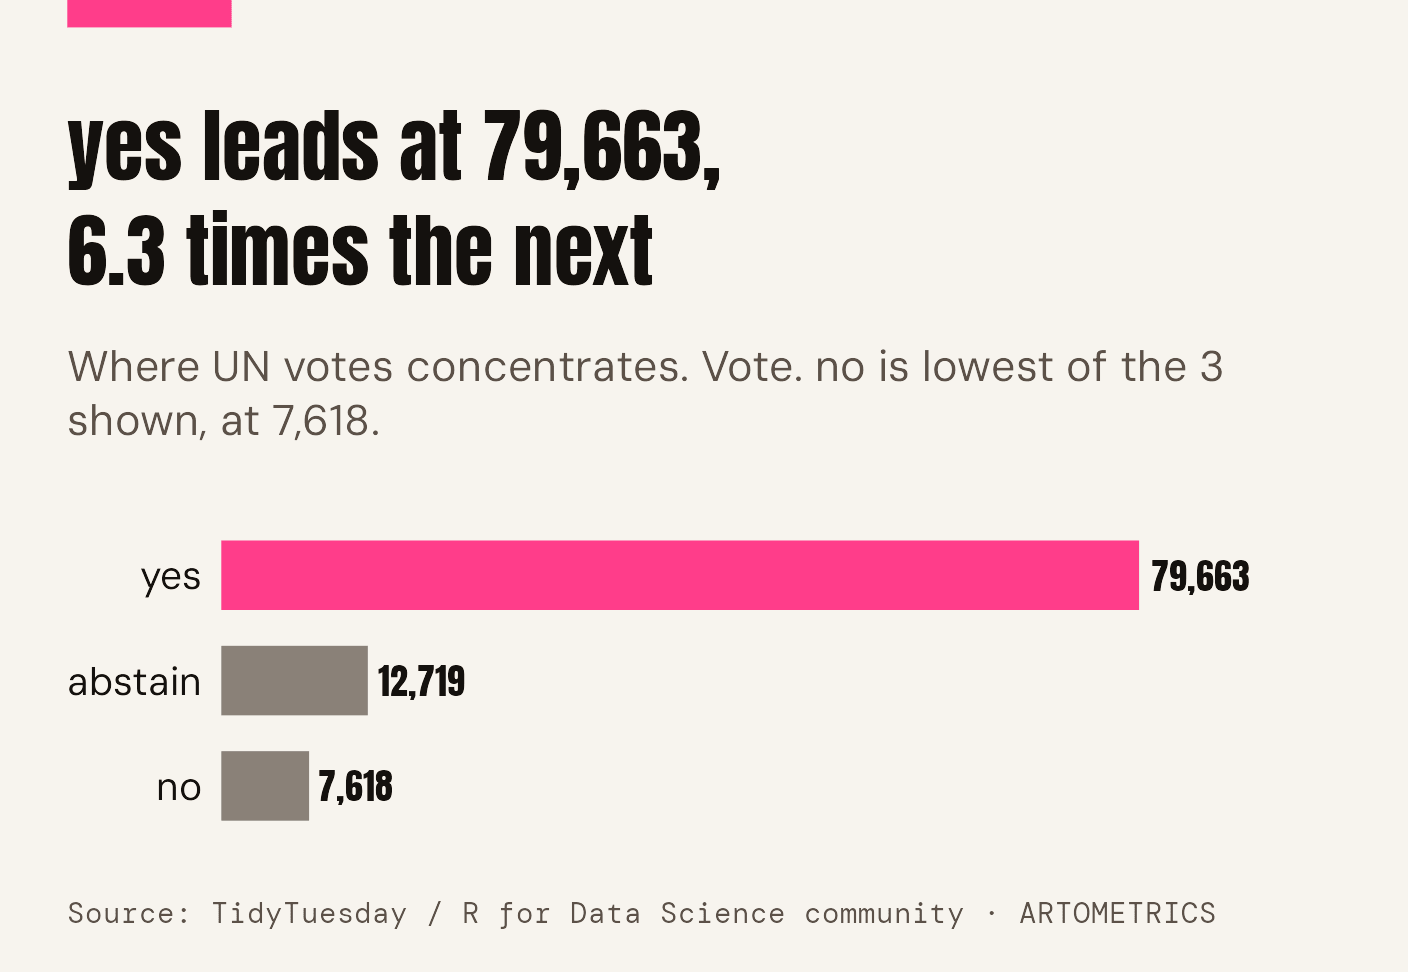 yes leads at 79,663,
6.3 times the next
Where UN votes concentrates. Vote. no is lowest of the 3
shown, at 7,618.
yes 79,663
abstain 12,719
no 7,618
Source: TidyTuesday / R for Data Science community · ARTOMETRICS